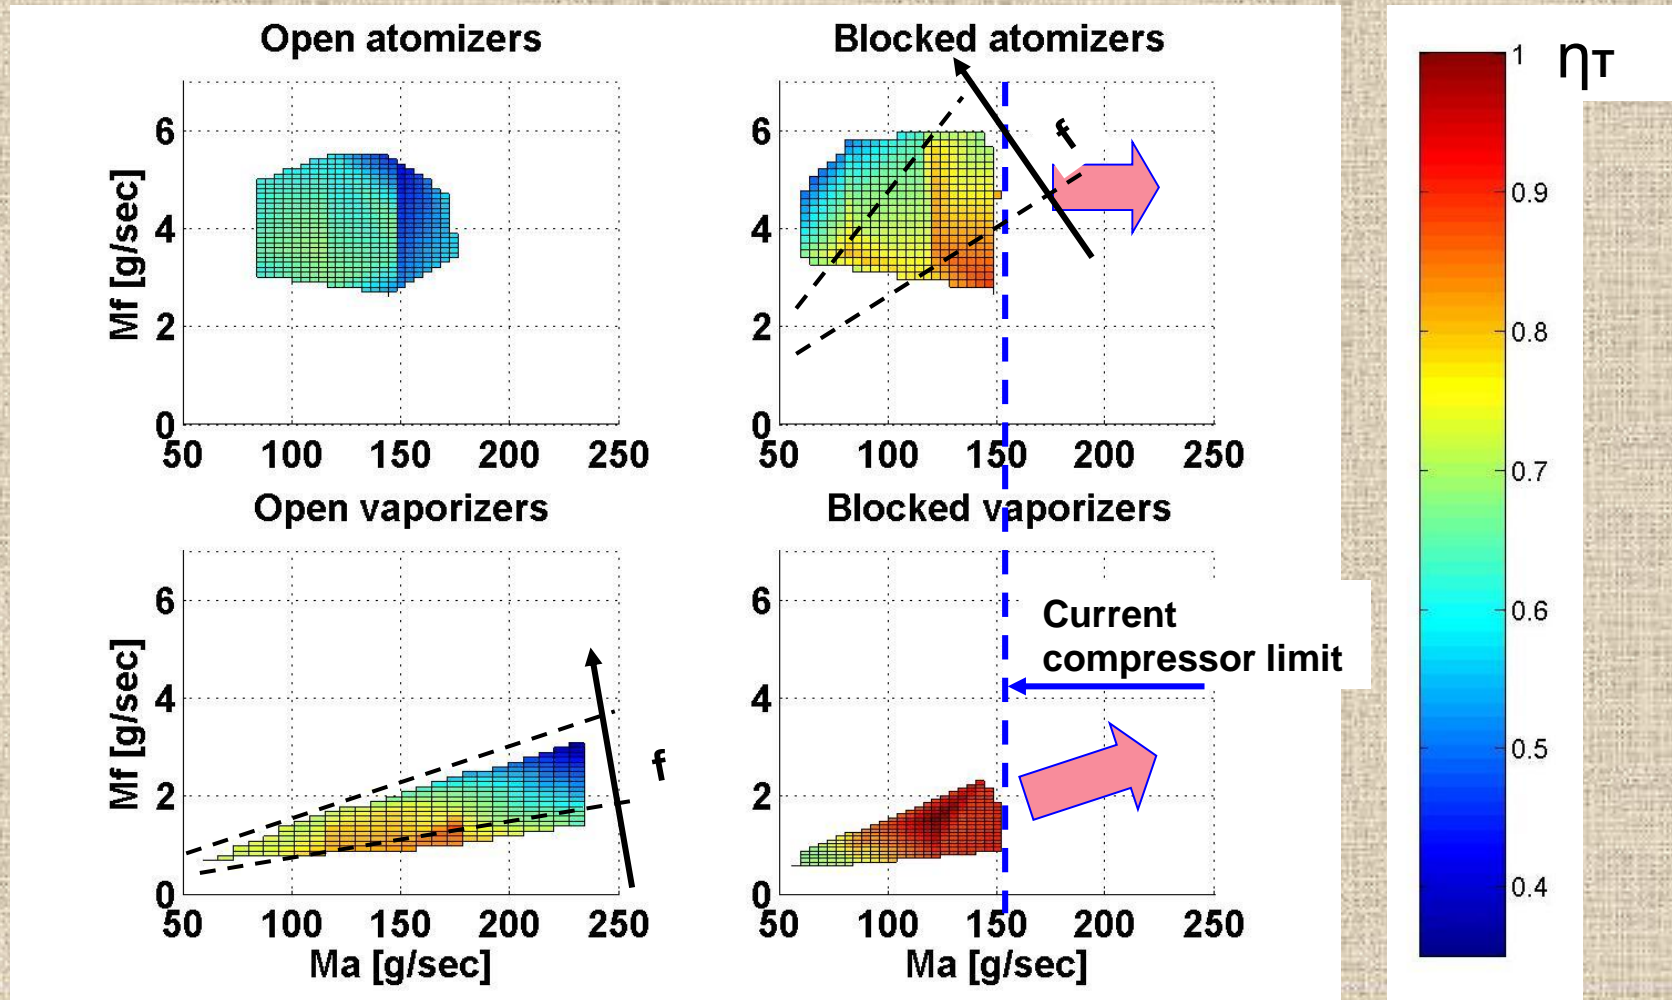 Open atomizers
Mf [g/sec]
6
4
2
0
50 100 150 200 250
Blocked atomizers
f
6
4
2
0
50 100 150 200 250
Open vaporizers
Mf [g/sec]
6
4
2
0
f
50 100 150 200 250
Ma [g/sec]
Blocked vaporizers
6
4
2
0
Current
compressor limit
50 100 150 200 250
Ma [g/sec]
ηT
1
0.9
0.8
0.7
0.6
0.5
0.4